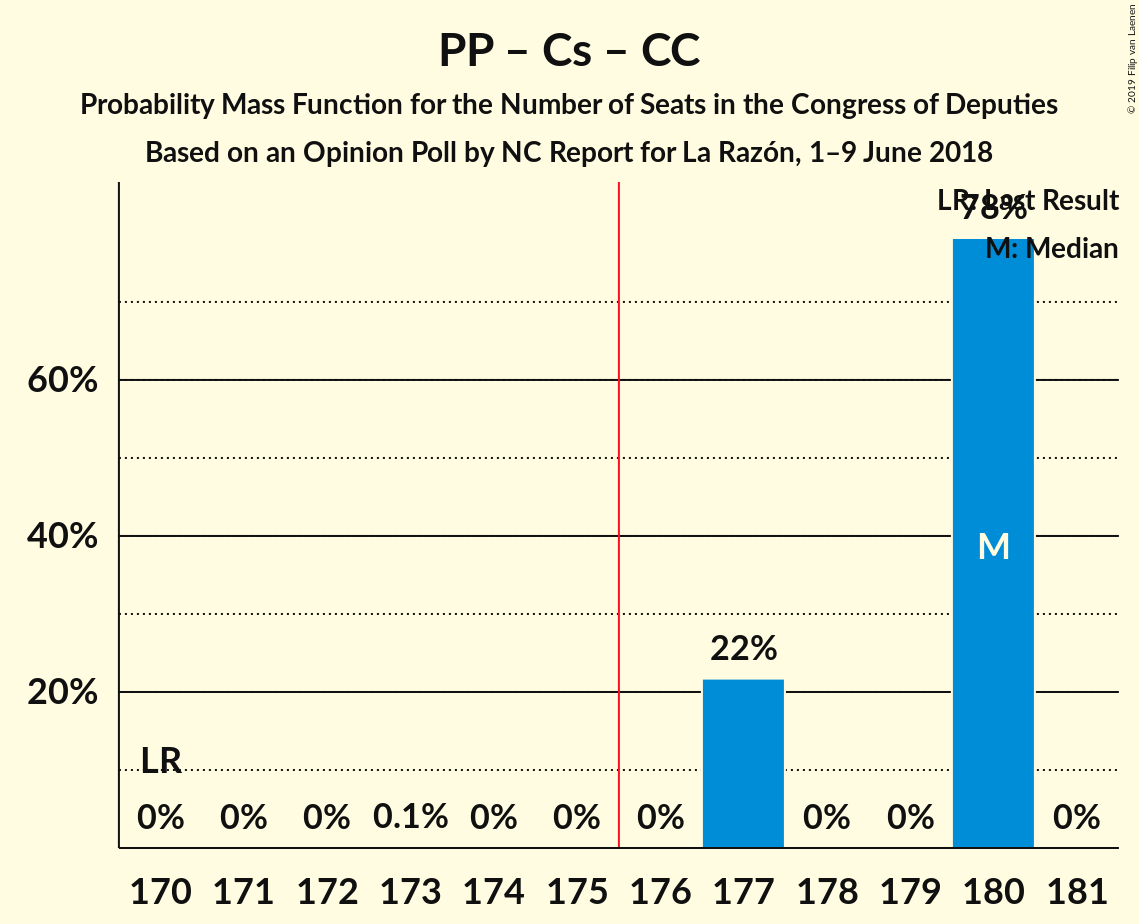 PP – Cs – CC
Probability Mass Function for the Number of Seats in the Congress of Deputies
Based on an Opinion Poll by NC Report for La Razón, 1–9 June 2018
© 2019 Filip van Laenen
LR: Last Result
78%
M: Median
60%
40%
M
22%
20%
LR
0% 0% 0% 0.1% 0% 0% 0% 0% 0% 0%
170 171 172 173 174 175 176 177 178 179 180 181